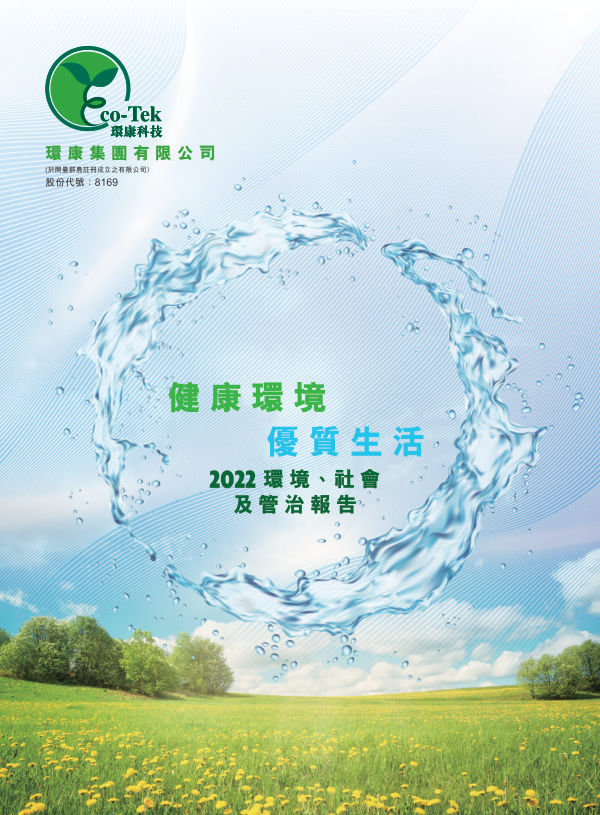 Eco-Tek
環康科技
環康集團有限公司
(於開曼群島註冊成立之有限公司)
股份代號：8169
健康環境
優質生活
2022 環境、社會
及管治報告